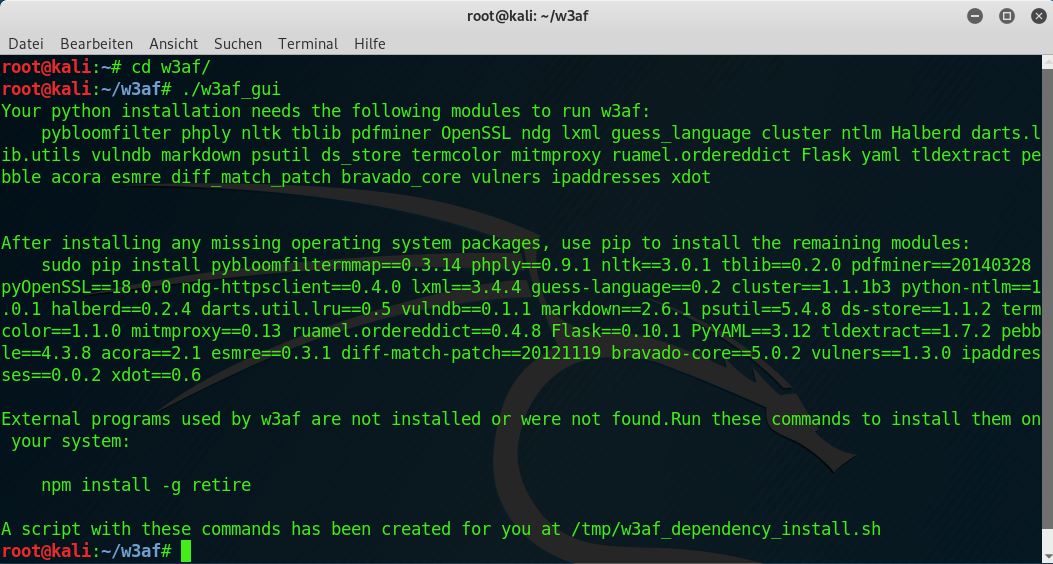 root@kali: ~/w3af
Datei Bearbeiten Ansicht Suchen Terminal Hilfe
root@kali:~# cd w3af/
root@kali:~/w3af# ./w3af_gui
Your python installation needs the following modules to run w3af:
    pybloomfilter phply nltk tblib pdfminer OpenSSL ndg lxml guess_language cluster ntlm Halberd darts.l
ib.utils vulndb markdown psutil ds_store termcolor mitmproxy ruamel.ordereddict Flask yaml tldextract pe
bble acora esmre diff_match_patch bravado_core vulners ipaddresses xdot
After installing any missing operating system packages, use pip to install the remaining modules:
    sudo pip install pybloomfiltermmap==0.3.14 phply==0.9.1 nltk==3.0.1 tblib==0.2.0 pdfminer==20140328
pyOpenSSL==18.0.0 ndg-httpsclient==0.4.0 lxml==3.4.4 guess-language==0.2 cluster==1.1.1b3 python-ntlm==1
.0.1 halberd==0.2.4 darts.util.lru==0.5 vulndb==0.1.1 markdown==2.6.1 psutil==5.4.8 ds-store==1.1.2 term
color==1.1.0 mitmproxy==0.13 ruamel.ordereddict==0.4.8 Flask==0.10.1 PyYAML==3.12 tldextract==1.7.2 pebb
le==4.3.8 acora==2.1 esmre==0.3.1 diff-match-patch==20121119 bravado-core==5.0.2 vulners==1.3.0 ipaddres
ses==0.0.2 xdot==0.6
External programs used by w3af are not installed or were not found.Run these commands to install them on
 your system:
    npm install -g retire
A script with these commands has been created for you at /tmp/w3af_dependency_install.sh
root@kali:~/w3af#